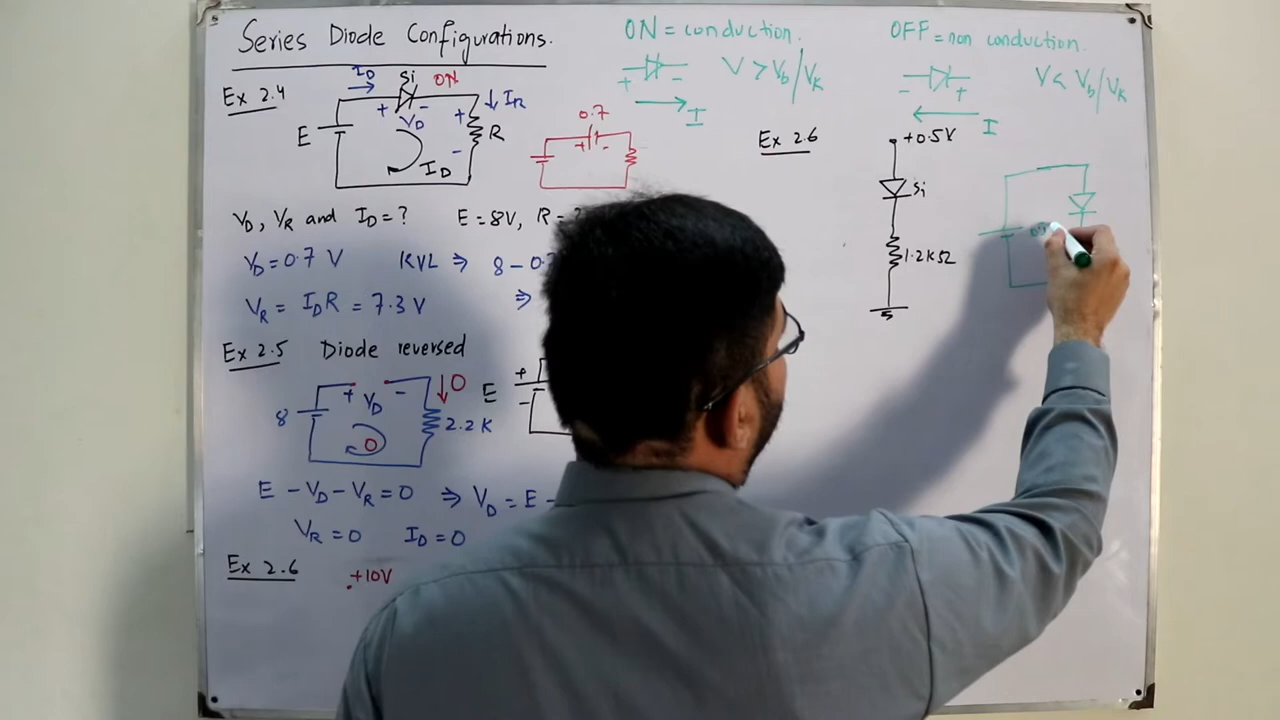 Series Diode Configurations.
ON = conduction.
OFF = non conduction.
+ - V > Vb/VK
I
- + V < Vb/VK
I
Ex 2.4
ID Si ON
+ VD -
IR
E
+ R -
ID
0.7
+ -
VD, VR and ID = ? E = 8V, R =
VD = 0.7 V KVL ⇒ 8 - 0.
VR = IDR = 7.3 V ⇒
Ex 2.5 Diode reversed
8 + VD - 0
0 2.2 K
E + -
E - VD - VR = 0 ⇒ VD = E -
VR = 0 ID = 0
Ex 2.6 +10V
Ex 2.6
+0.5V
Si
1.2KΩ